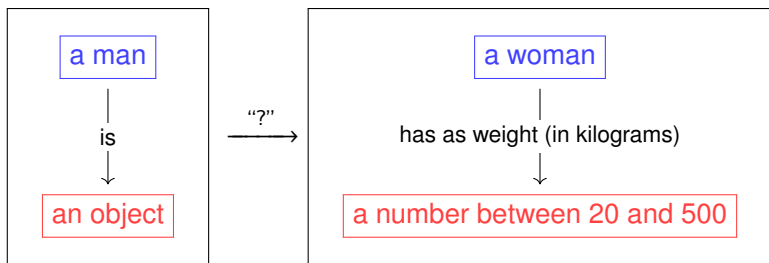 a man
is
an object
“?”
a woman
has as weight (in kilograms)
a number between 20 and 500